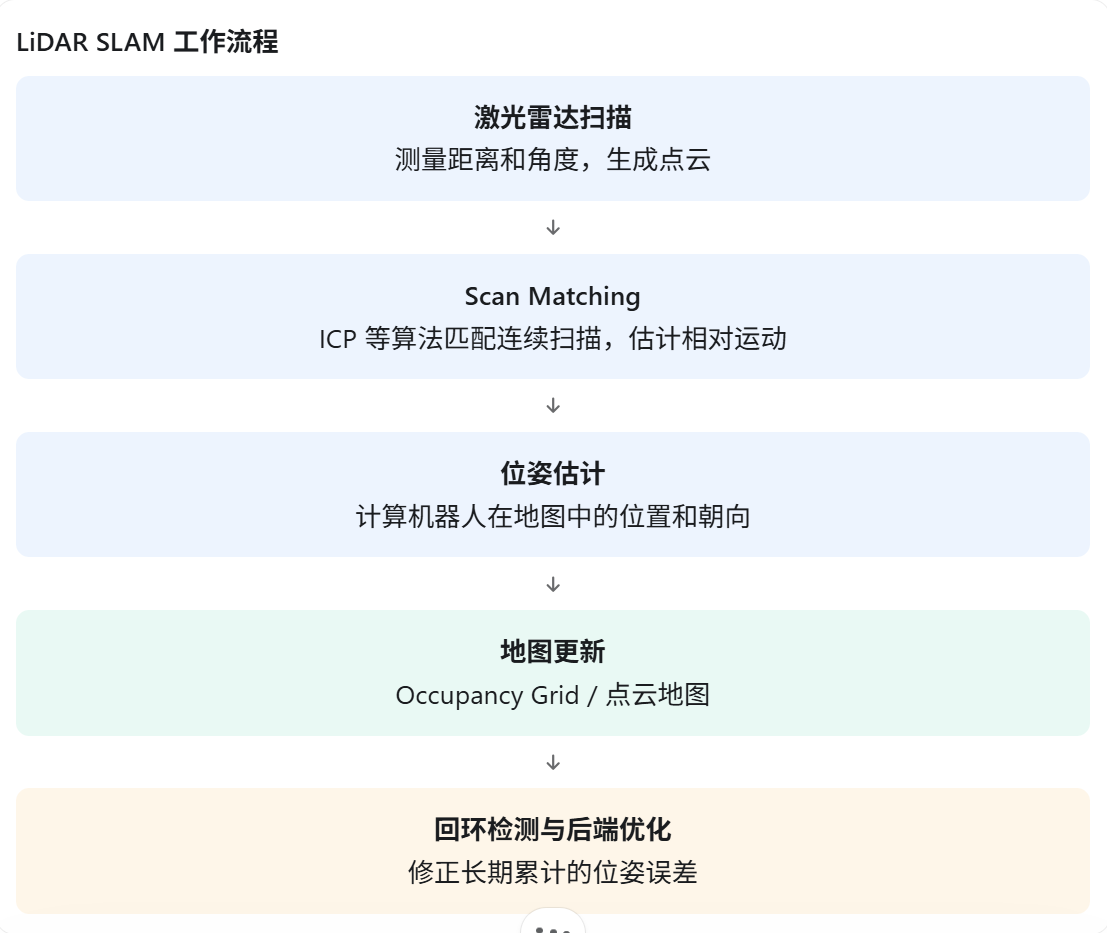 LiDAR SLAM 工作流程
激光雷达扫描
测量距离和角度，生成点云
↓
Scan Matching
ICP 等算法匹配连续扫描，估计相对运动
↓
位姿估计
计算机器人在地图中的位置和朝向
↓
地图更新
Occupancy Grid / 点云地图
↓
回环检测与后端优化
修正长期累计的位姿误差